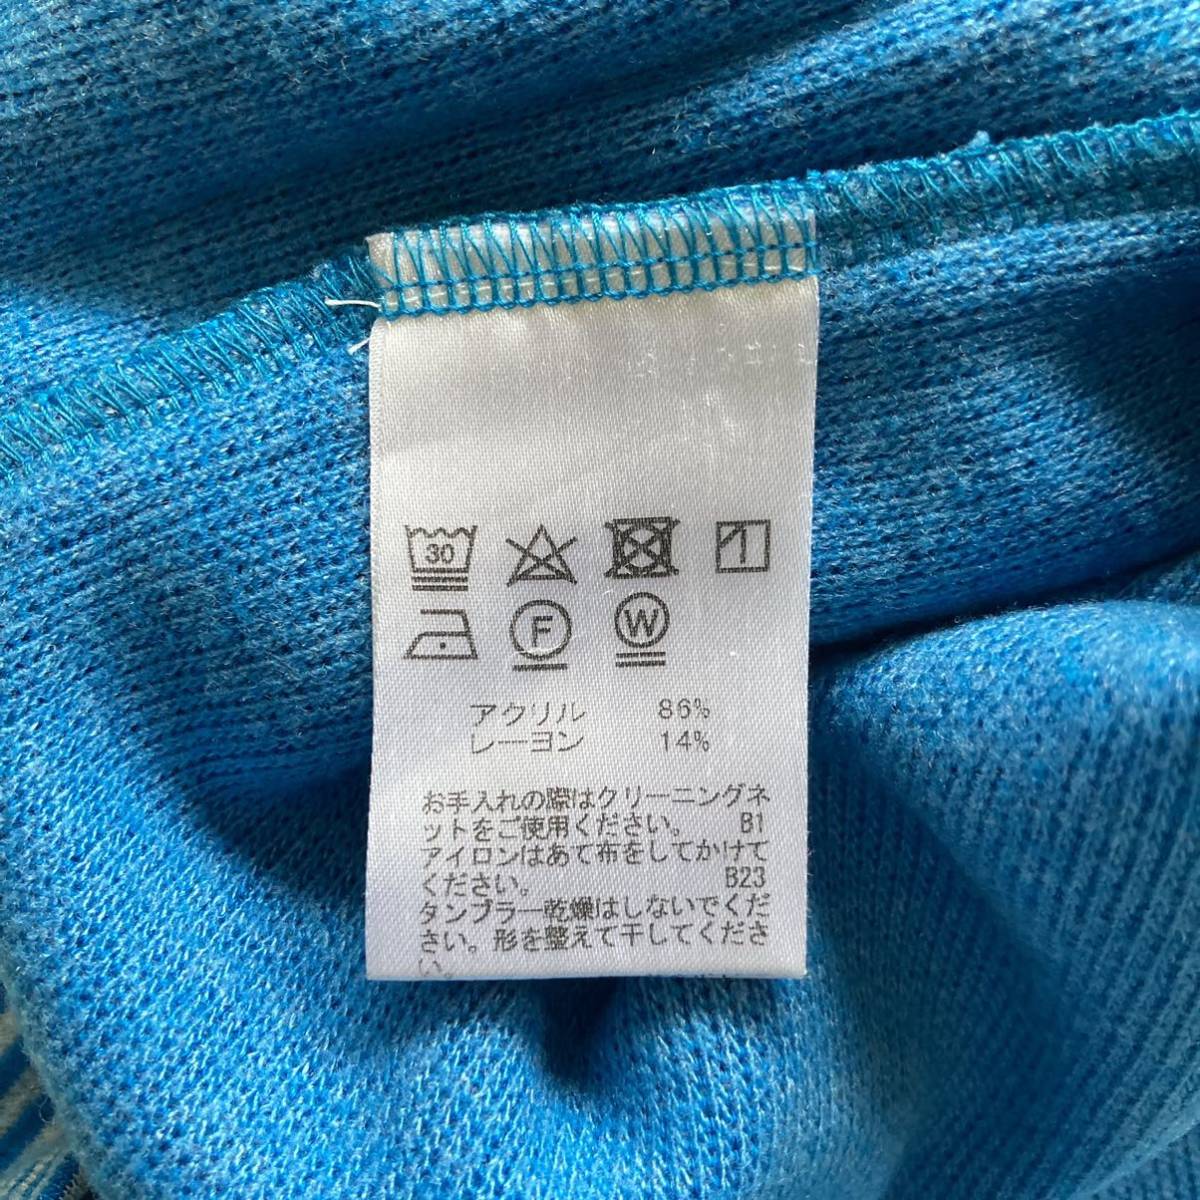 30
F W
アクリル 86%
レーヨン 14%
お手入れの際はクリーニングネ
ットをご使用ください。 B1
アイロンはあて布をしてかけて
ください。 B23
タンブラー乾燥はしないでくだ
さい。形を整えて干してくださ
い。